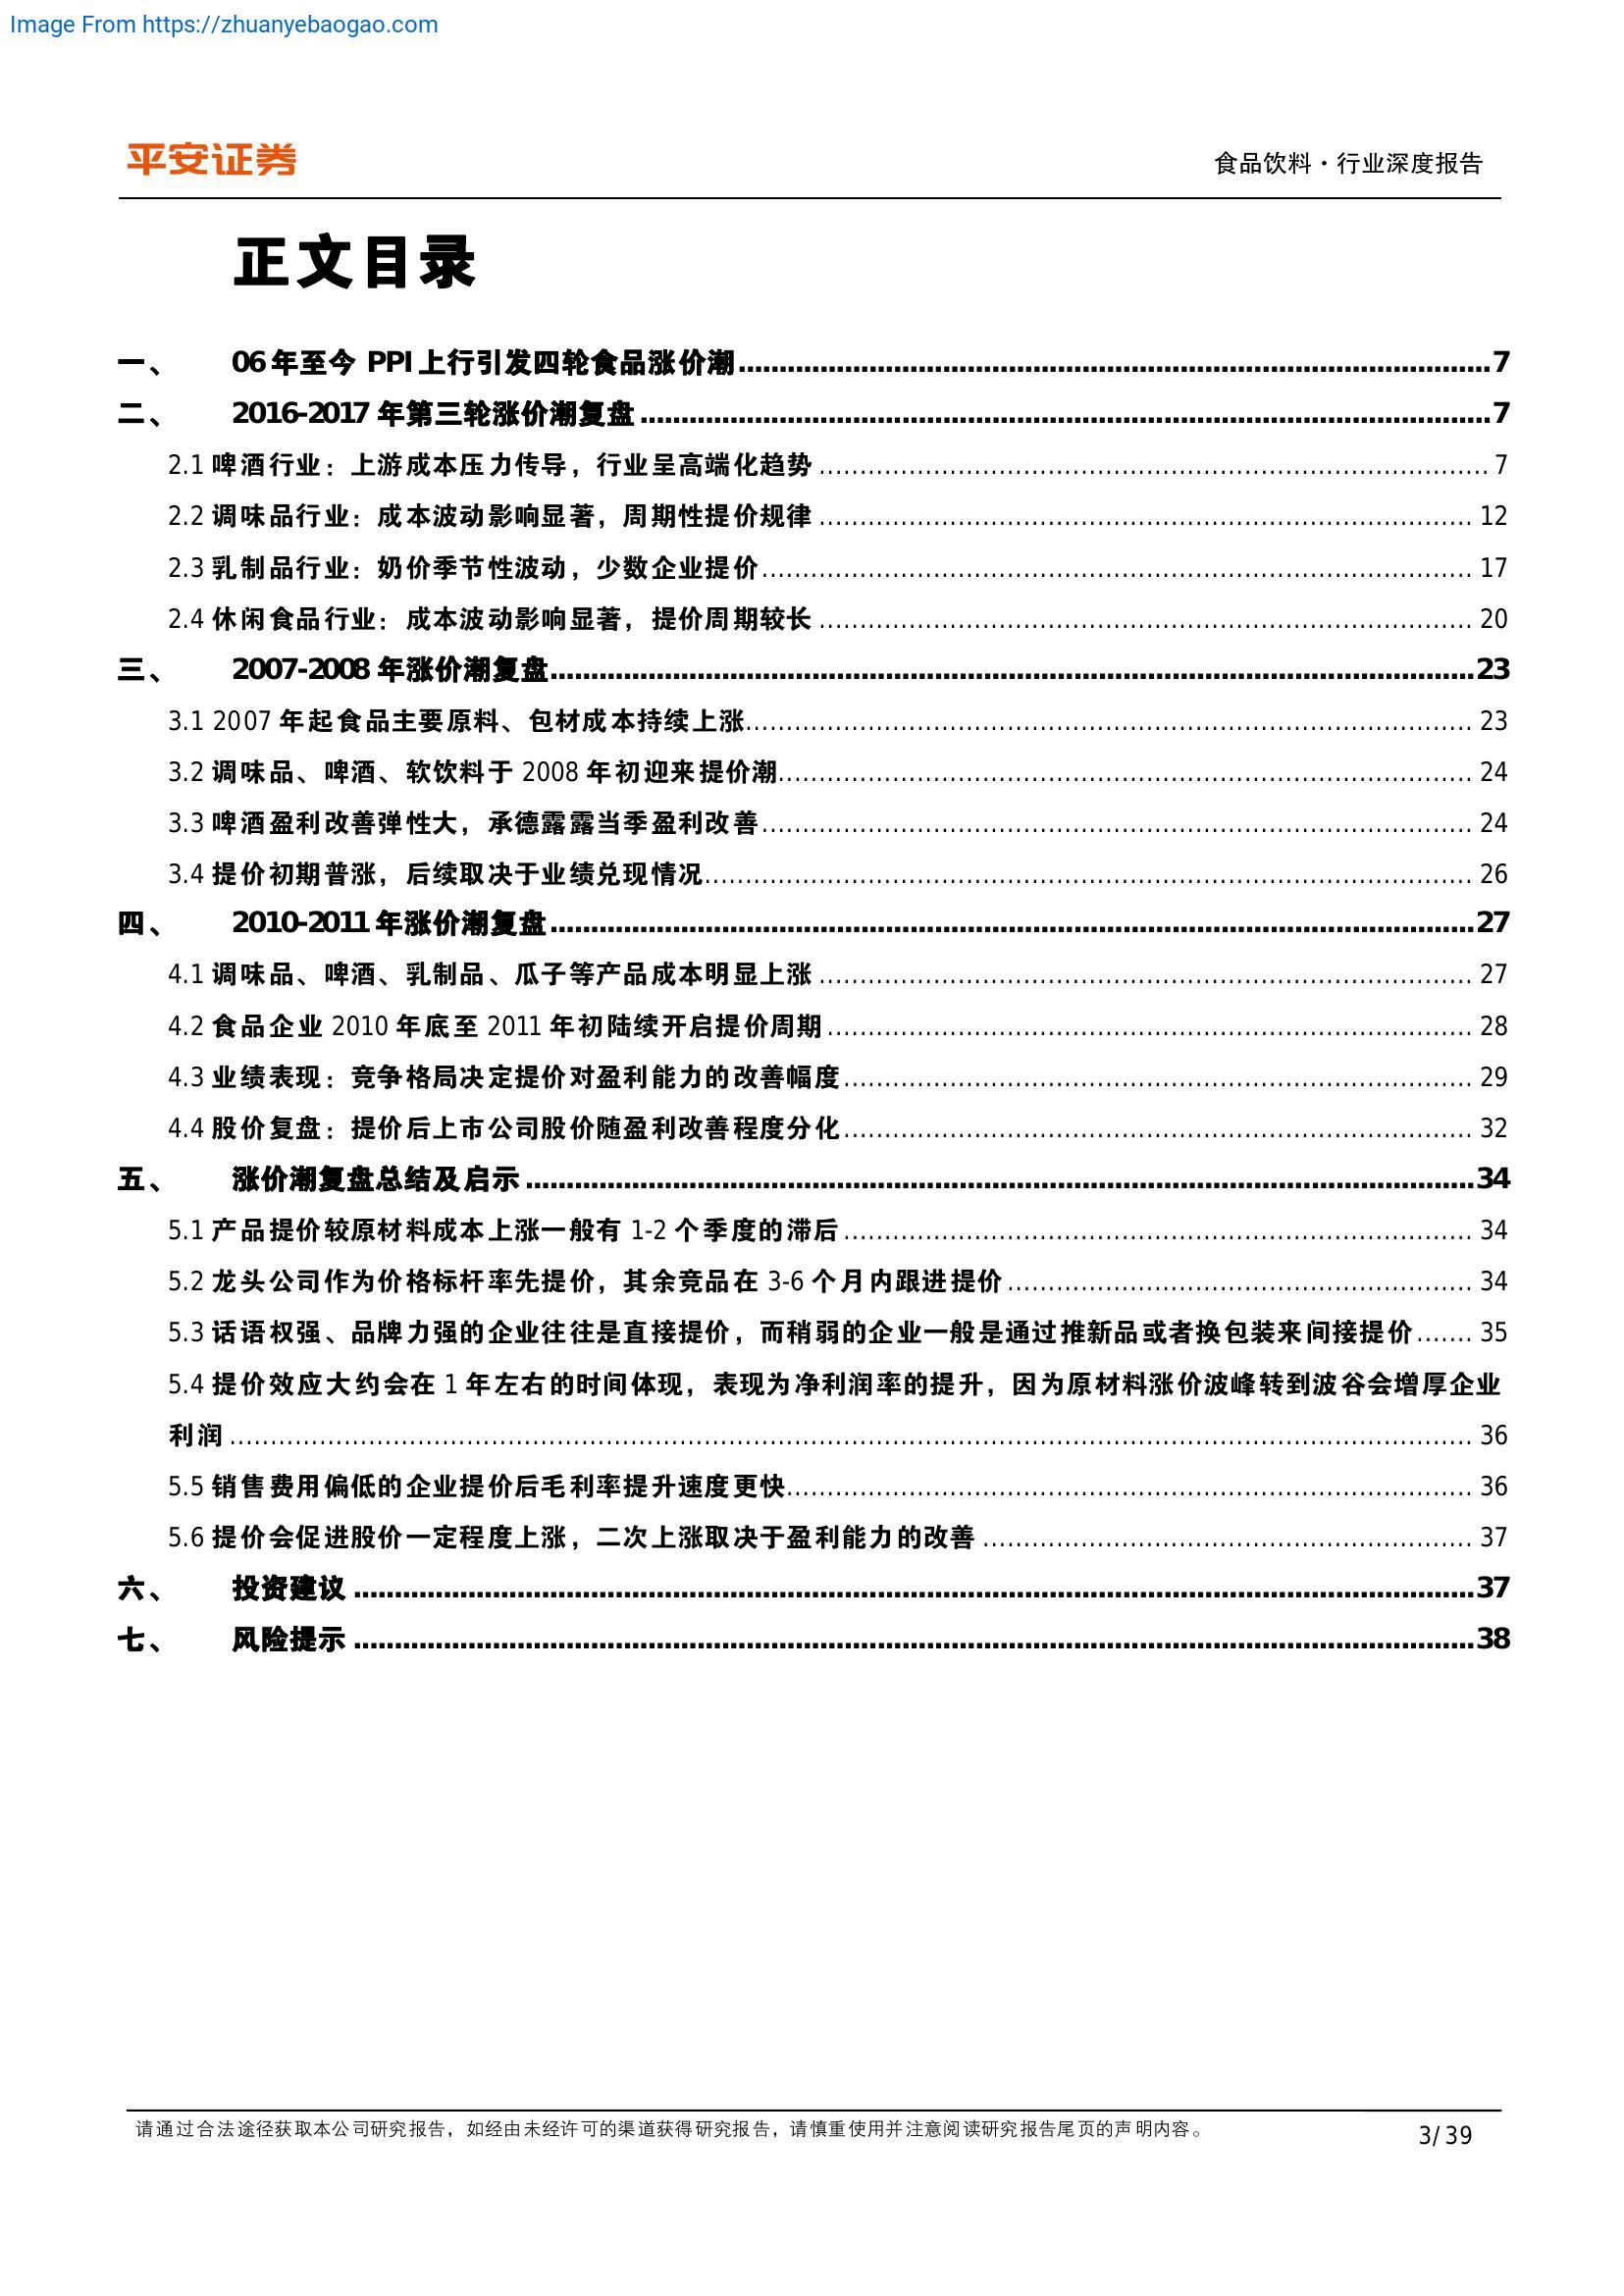 Image From https://zhuanyebaogao.com
平安证券
食品饮料·行业深度报告
正文目录
一、 06 年至今 PPI 上行引发四轮食品涨价潮 7
二、 2016-2017 年第三轮涨价潮复盘 7
2.1 啤酒行业：上游成本压力传导，行业呈高端化趋势 7
2.2 调味品行业：成本波动影响显著，周期性提价规律 12
2.3 乳制品行业：奶价季节性波动，少数企业提价 17
2.4 休闲食品行业：成本波动影响显著，提价周期较长 20
三、 2007-2008 年涨价潮复盘 23
3.1 2007 年起食品主要原料、包材成本持续上涨 23
3.2 调味品、啤酒、软饮料于 2008 年初迎来提价潮 24
3.3 啤酒盈利改善弹性大，承德露露当季盈利改善 24
3.4 提价初期普涨，后续取决于业绩兑现情况 26
四、 2010-2011 年涨价潮复盘 27
4.1 调味品、啤酒、乳制品、瓜子等产品成本明显上涨 27
4.2 食品企业 2010 年底至 2011 年初陆续开启提价周期 28
4.3 业绩表现：竞争格局决定提价对盈利能力的改善幅度 29
4.4 股价复盘：提价后上市公司股价随盈利改善程度分化 32
五、 涨价潮复盘总结及启示 34
5.1 产品提价较原材料成本上涨一般有 1-2 个季度的滞后 34
5.2 龙头公司作为价格标杆率先提价，其余竞品在 3-6 个月内跟进提价 34
5.3 话语权强、品牌力强的企业往往是直接提价，而稍弱的企业一般是通过推新品或者换包装来间接提价 35
5.4 提价效应大约会在 1 年左右的时间体现，表现为净利润率的提升，因为原材料涨价波峰转到波谷会增厚企业
利润 36
5.5 销售费用偏低的企业提价后毛利率提升速度更快 36
5.6 提价会促进股价一定程度上涨，二次上涨取决于盈利能力的改善 37
六、 投资建议 37
七、 风险提示 38
请通过合法途径获取本公司研究报告，如经由未经许可的渠道获得研究报告，请慎重使用并注意阅读研究报告尾页的声明内容。
3/ 39